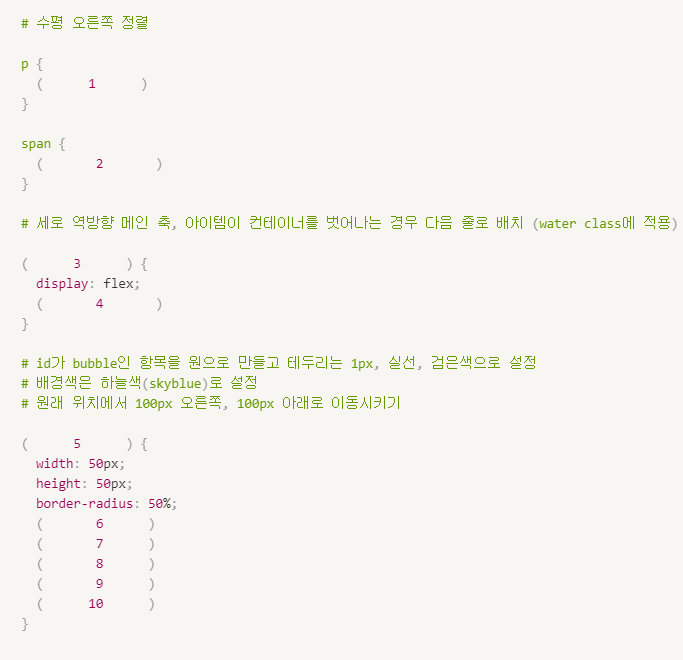 # 수평 오른쪽 정렬
p {
( 1 )
}
span {
( 2 )
}
# 세로 역방향 메인 축, 아이템이 컨테이너를 벗어나는 경우 다음 줄로 배치 (water class에 적용)
( 3 ) {
display: flex;
( 4 )
}
# id가 bubble인 항목을 원으로 만들고 테두리는 1px, 실선, 검은색으로 설정
# 배경색은 하늘색(skyblue)로 설정
# 원래 위치에서 100px 오른쪽, 100px 아래로 이동시키기
( 5 ) {
width: 50px;
height: 50px;
border-radius: 50%;
( 6 )
( 7 )
( 8 )
( 9 )
( 10 )
}